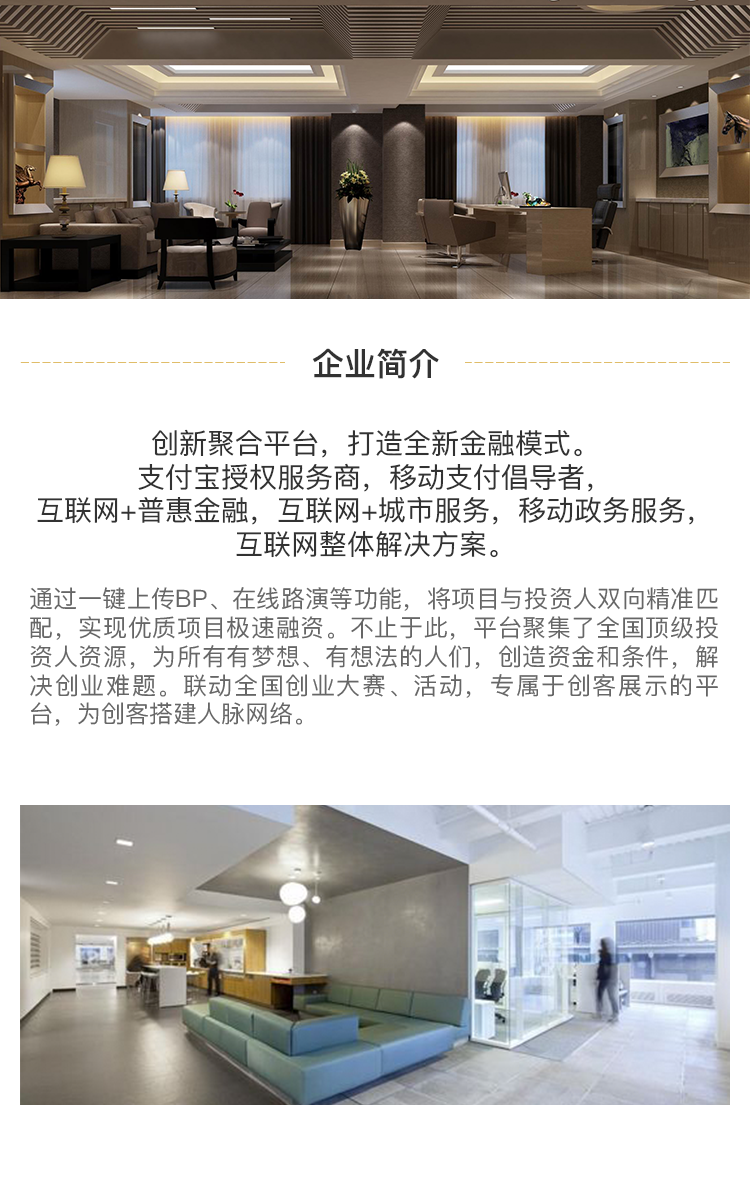 企业简介
创新聚合平台，打造全新金融模式。
支付宝授权服务商，移动支付倡导者，
互联网+普惠金融，互联网+城市服务，移动政务服务，
互联网整体解决方案。
通过一键上传BP、在线路演等功能，将项目与投资人双向精准匹
配，实现优质项目极速融资。不止于此，平台聚集了全国顶级投
资人资源，为所有有梦想、有想法的人们，创造资金和条件，解
决创业难题。联动全国创业大赛、活动，专属于创客展示的平
台，为创客搭建人脉网络。